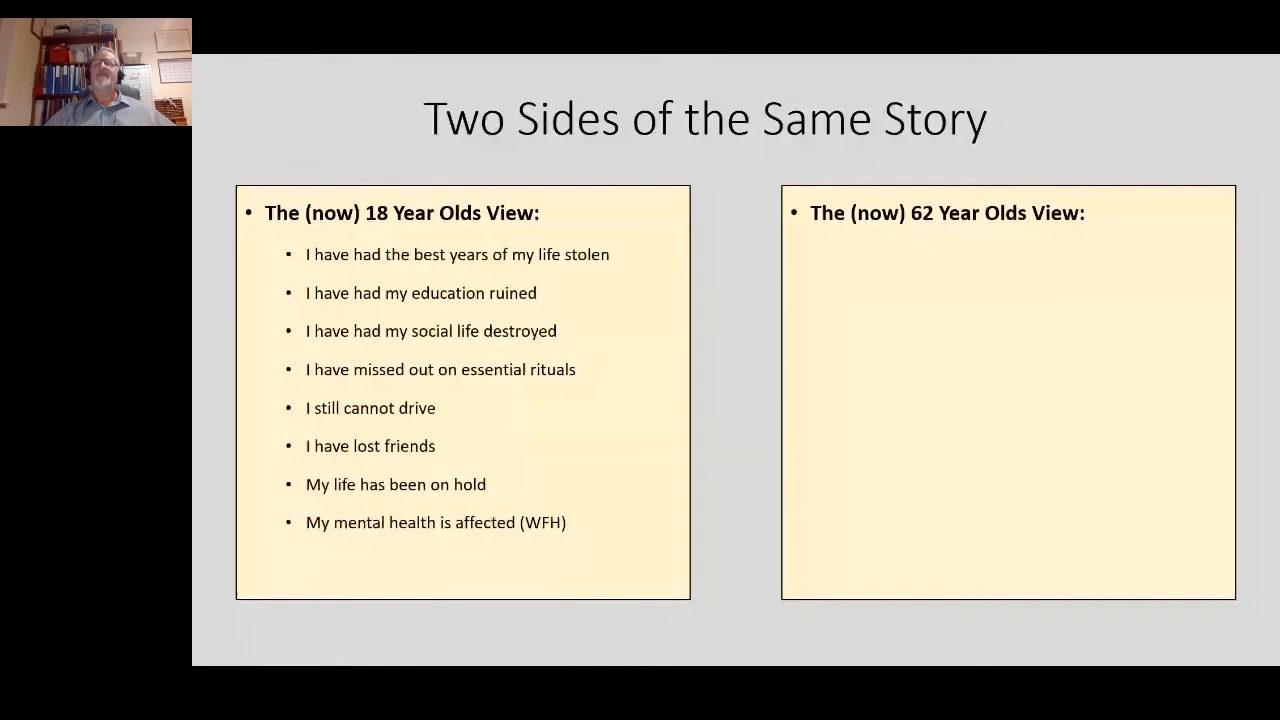 Two Sides of the Same Story
• The (now) 18 Year Olds View:
• I have had the best years of my life stolen
• I have had my education ruined
• I have had my social life destroyed
• I have missed out on essential rituals
• I still cannot drive
• I have lost friends
• My life has been on hold
• My mental health is affected (WFH)
• The (now) 62 Year Olds View: